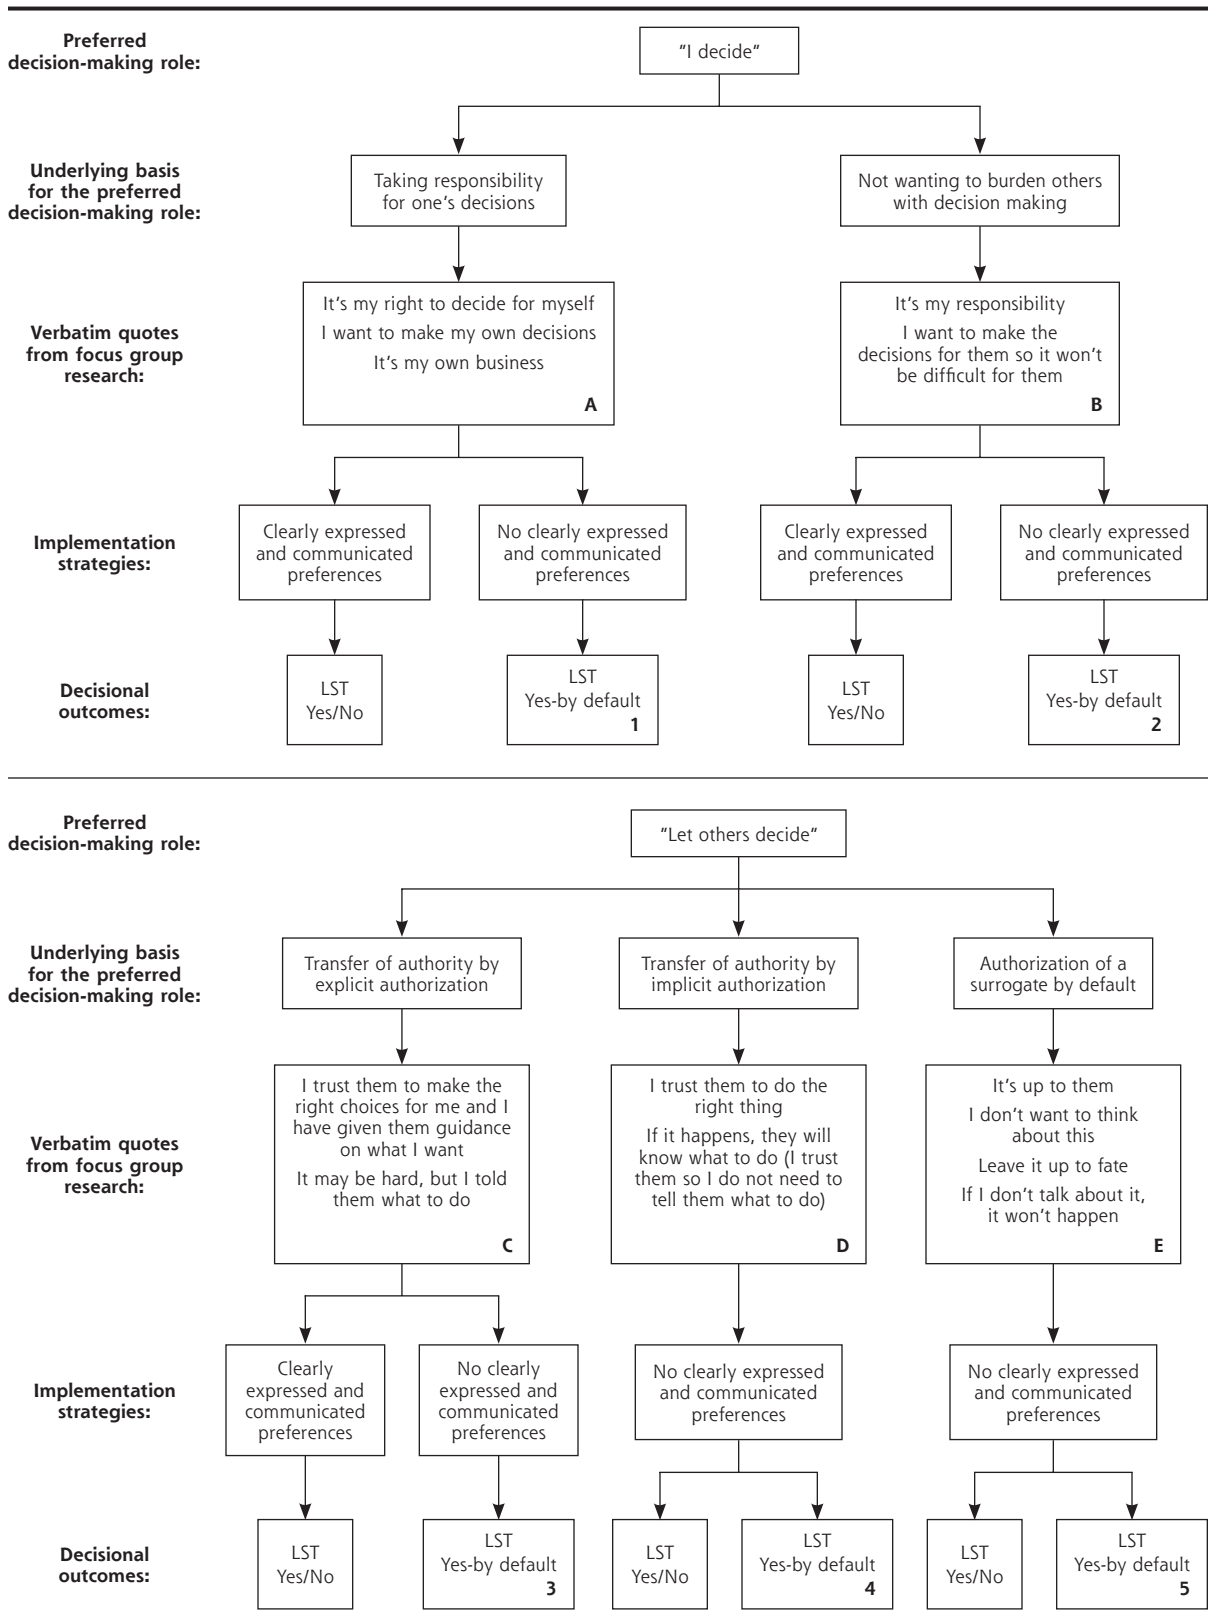 Preferred
decision-making role:
"I decide"
Underlying basis
for the preferred
decision-making role:
Taking responsibility
for one's decisions
Not wanting to burden others
with decision making
Verbatim quotes
from focus group
research:
It's my right to decide for myself
I want to make my own decisions
It's my own business
A
It's my responsibility
I want to make the
decisions for them so it won't
be difficult for them
B
Implementation
strategies:
Clearly expressed
and communicated
preferences
No clearly expressed
and communicated
preferences
Clearly expressed
and communicated
preferences
No clearly expressed
and communicated
preferences
Decisional
outcomes:
LST
Yes/No
LST
Yes-by default
1
LST
Yes/No
LST
Yes-by default
2
Preferred
decision-making role:
"Let others decide"
Underlying basis
for the preferred
decision-making role:
Transfer of authority by
explicit authorization
Transfer of authority by
implicit authorization
Authorization of a
surrogate by default
Verbatim quotes
from focus group
research:
I trust them to make the
right choices for me and I
have given them guidance
on what I want
It may be hard, but I told
them what to do
C
I trust them to do the
right thing
If it happens, they will
know what to do (I trust
them so I do not need to
tell them what to do)
D
It's up to them
I don't want to think
about this
Leave it up to fate
If I don't talk about it,
it won't happen
E
Implementation
strategies:
Clearly
expressed and
communicated
preferences
No clearly
expressed and
communicated
preferences
No clearly expressed
and communicated
preferences
No clearly expressed
and communicated
preferences
Decisional
outcomes:
LST
Yes/No
LST
Yes-by default
3
LST
Yes/No
LST
Yes-by default
4
LST
Yes/No
LST
Yes-by default
5